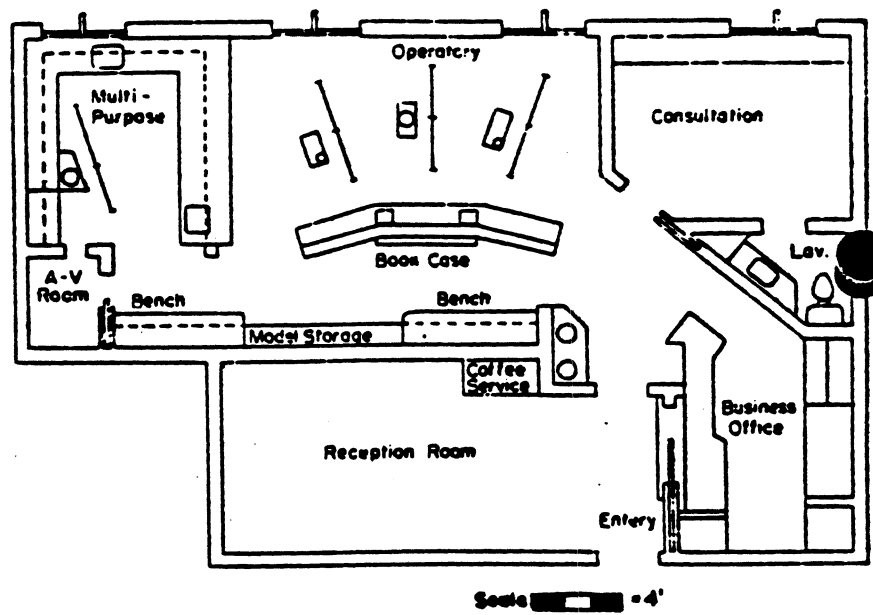 Operatory
Multi-
Purpose
Consultation
Lav.
Book Case
A-V
Room
Bench
Bench
Model Storage
Coffee
Service
Business
Office
Reception Room
Entery
Scale = 4'